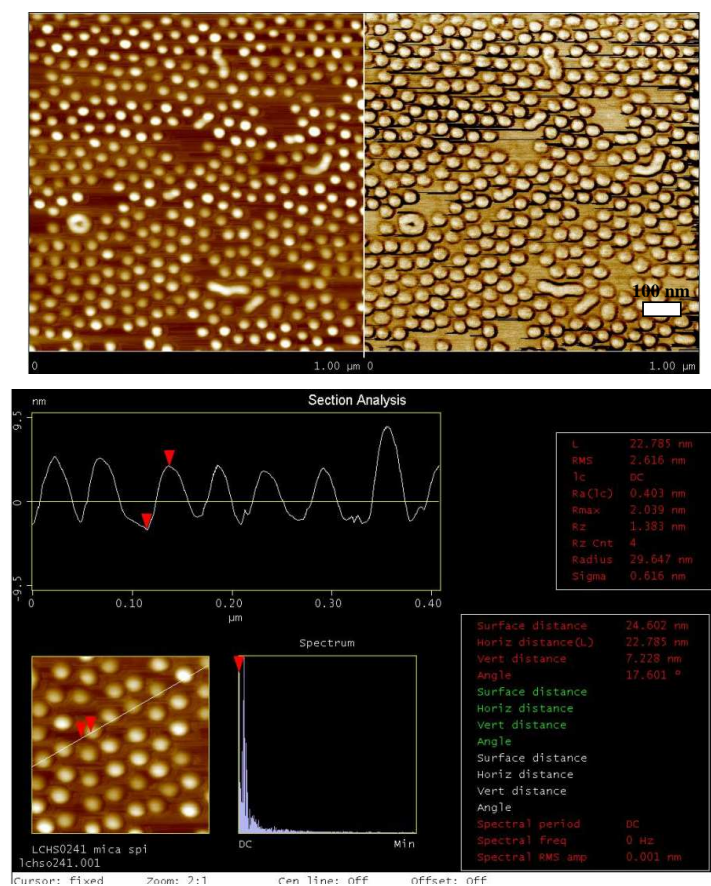 100 nm
0 1.00 µm 0 1.00 µm
Section Analysis
nm
9.5
0
-9.5
0 0.10 0.20 0.30 0.40
µm
L 22.785 nm
RMS 2.616 nm
lc DC
Ra(lc) 0.403 nm
Rmax 2.039 nm
Rz 1.383 nm
Rz Cnt 4
Radius 29.647 nm
Sigma 0.616 nm
Spectrum
DC Min
LCHS0241 mica spi
lchso241.001
Surface distance 24.602 nm
Horiz distance(L) 22.785 nm
Vert distance 7.228 nm
Angle 17.601 °
Surface distance
Horiz distance
Vert distance
Angle
Surface distance
Horiz distance
Vert distance
Angle
Spectral period DC
Spectral freq 0 Hz
Spectral RMS amp 0.001 nm
Cursor: fixed Zoom: 2:1 Cen line: Off Offset: Off